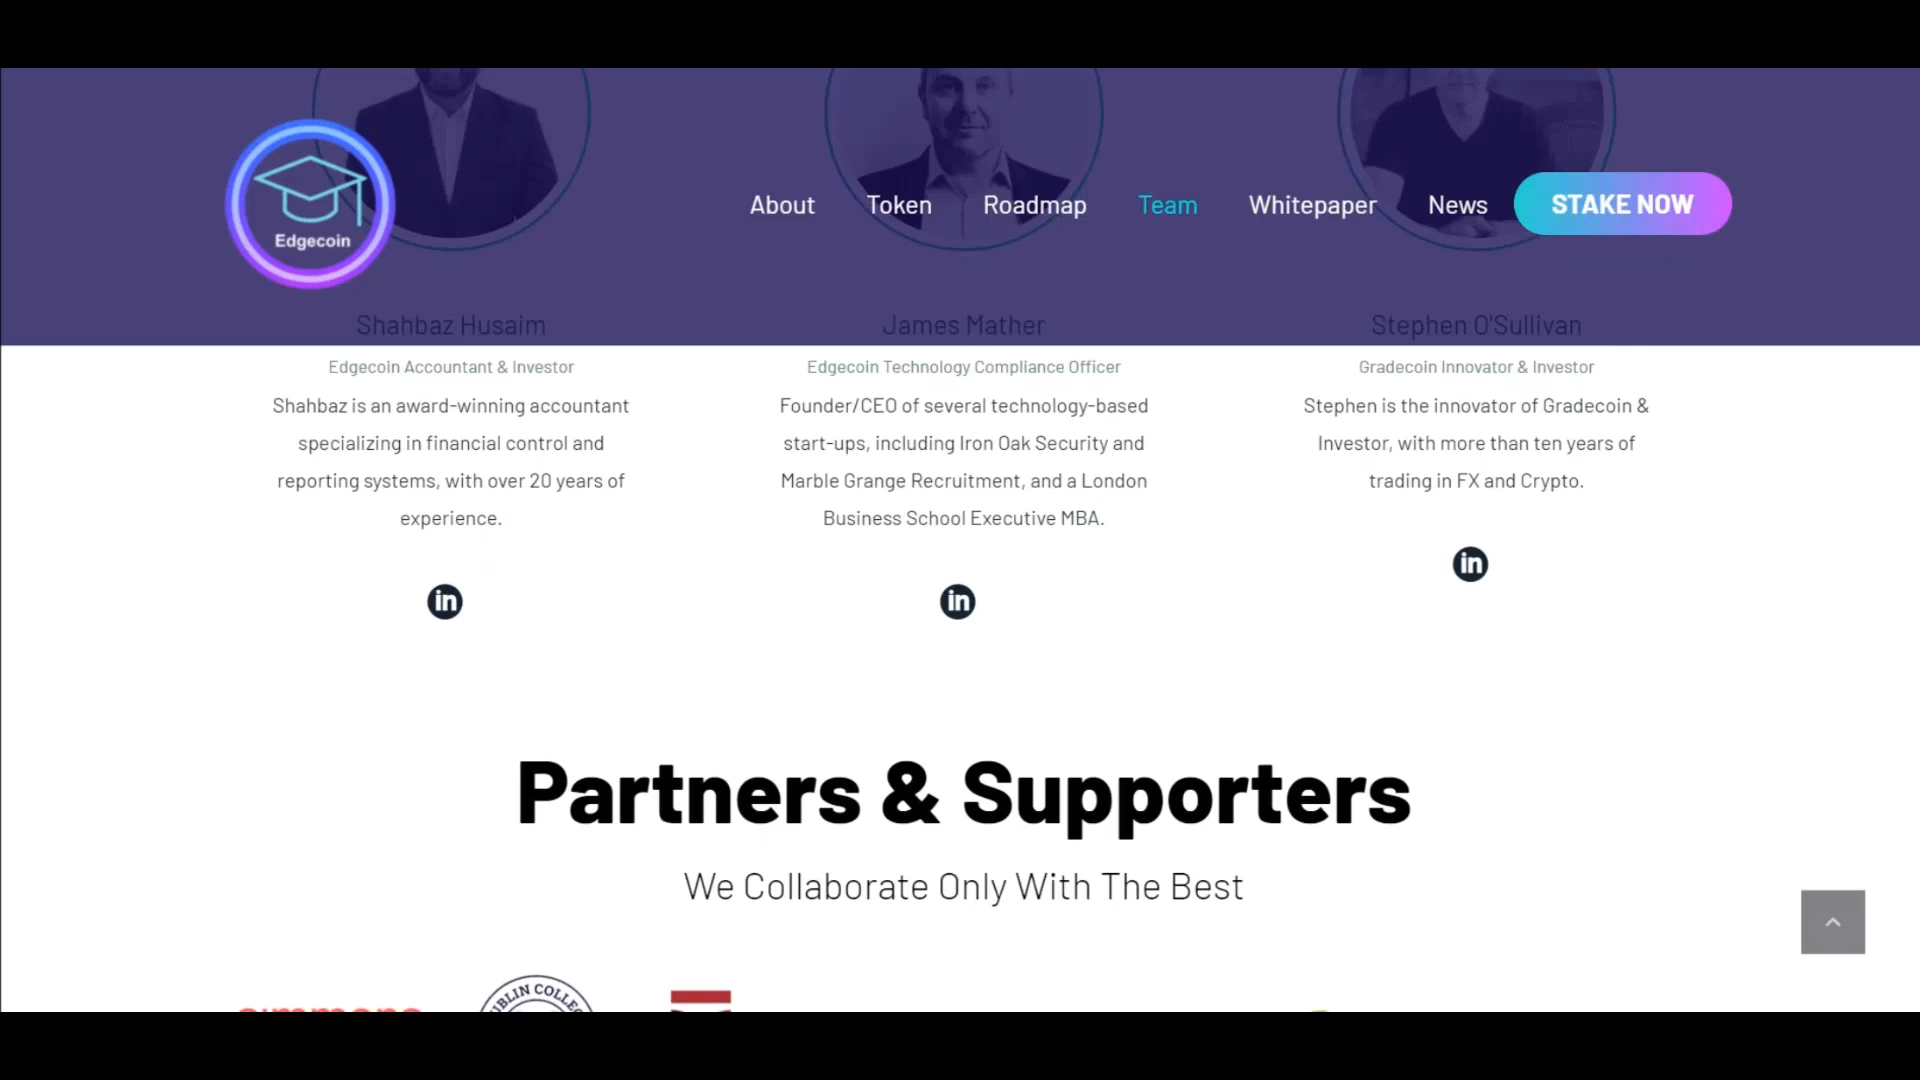 Edgecoin
About
Token
Roadmap
Team
Whitepaper
News
STAKE NOW
Shahbaz Husaim
Edgecoin Accountant & Investor
Shahbaz is an award-winning accountant
specializing in financial control and
reporting systems, with over 20 years of
experience.
in
James Mather
Edgecoin Technology Compliance Officer
Founder/CEO of several technology-based
start-ups, including Iron Oak Security and
Marble Grange Recruitment, and a London
Business School Executive MBA.
in
Stephen O'Sullivan
Gradecoin Innovator & Investor
Stephen is the innovator of Gradecoin &
Investor, with more than ten years of
trading in FX and Crypto.
in
Partners & Supporters
We Collaborate Only With The Best